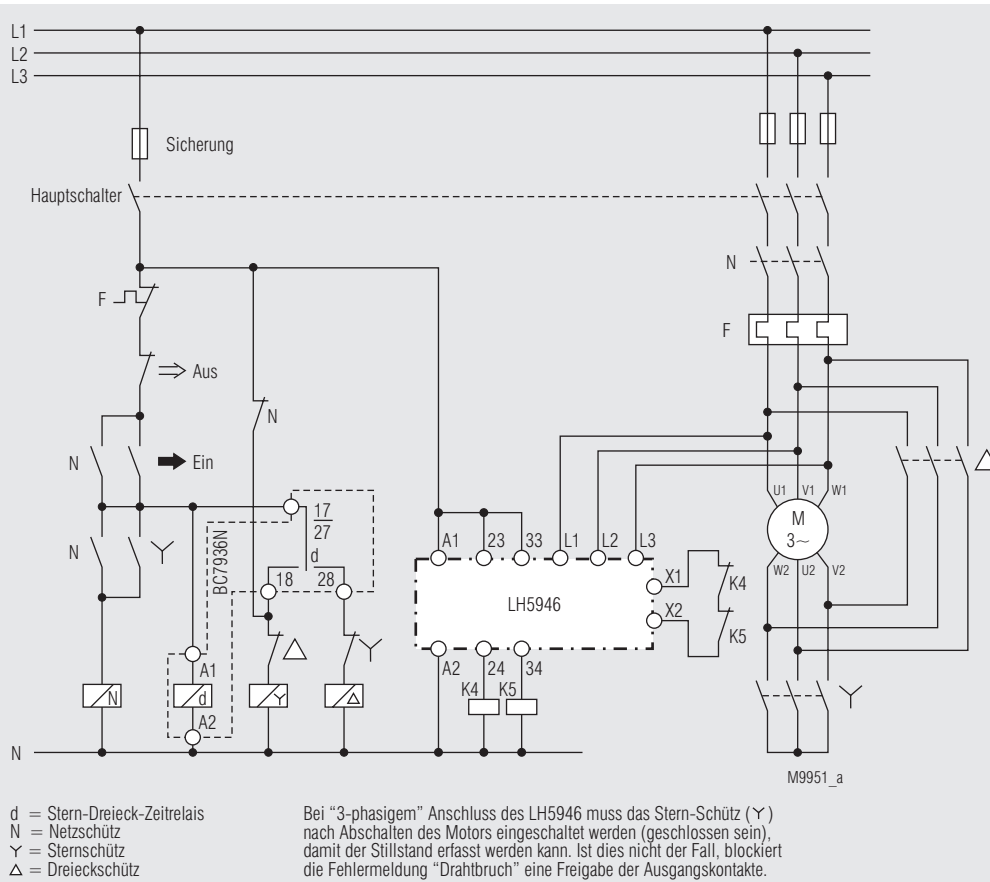 L1
L2
L3
Sicherung
Hauptschalter
N
F
F
Aus
N
N
Ein
△
17
27
U1 V1 W1
A1 23 33 L1 L2 L3
M
3~
N
Y
BC7936N
d
18 28
W2 U2 V2
X1
K4
LH5946
X2
K5
△
Y
A1
A2 24 34
N
d
Y
△
K4 K5
Y
A2
N
M9951_a
d = Stern-Dreieck-Zeitrelais
N = Netzschütz
Y = Sternschütz
△ = Dreieckschütz
Bei “3-phasigem” Anschluss des LH5946 muss das Stern-Schütz (Y)
nach Abschalten des Motors eingeschaltet werden (geschlossen sein),
damit der Stillstand erfasst werden kann. Ist dies nicht der Fall, blockiert
die Fehlermeldung “Drahtbruch” eine Freigabe der Ausgangskontakte.